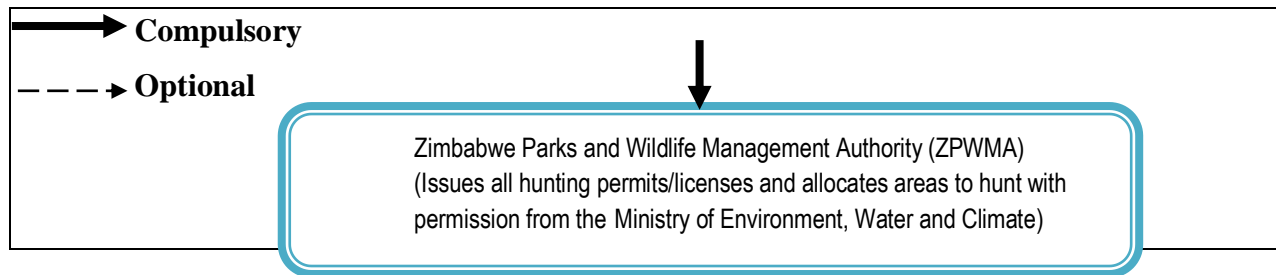 Compulsory
Optional
Zimbabwe Parks and Wildlife Management Authority (ZPWMA)
(Issues all hunting permits/licenses and allocates areas to hunt with
permission from the Ministry of Environment, Water and Climate)